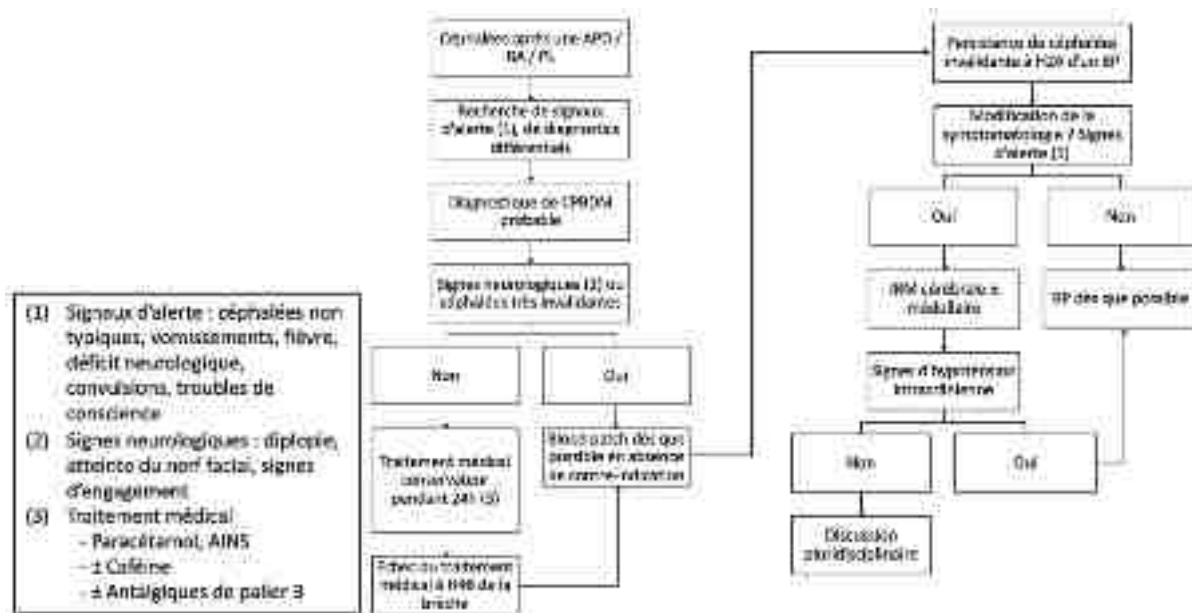 Céphalées après une APD /
RA / PL
Recherche de signaux
d'alerte (1), de diagnostics
différentiels
Diagnostique de CPBDM
probable
Signes neurologiques (2) ou
céphalées très invalidantes
Non
Oui
Traitement médical
conservateur
pendant 24h (3)
Blood patch dès que
possible en absence
de contre-indication
Echec du traitement
médical à H48 de la
brèche
(1) Signaux d'alerte : céphalées non
typiques, vomissements, fièvre,
déficit neurologique,
convulsions, troubles de
conscience
(2) Signes neurologiques : diplopie,
atteinte du nerf facial, signes
d'engagement
(3) Traitement médical
- Paracétamol, AINS
- ± Caféine
- ± Antalgiques de palier 3
Persistance de céphalées
invalidante à H24 d'un BP
Modification de la
symptomatologie / Signes
d'alerte (1)
Oui
Non
IRM cérébrale ±
médullaire
BP dès que possible
Signes d'hypotension
intracrânienne
Non
Oui
Discussion
pluridisciplinaire